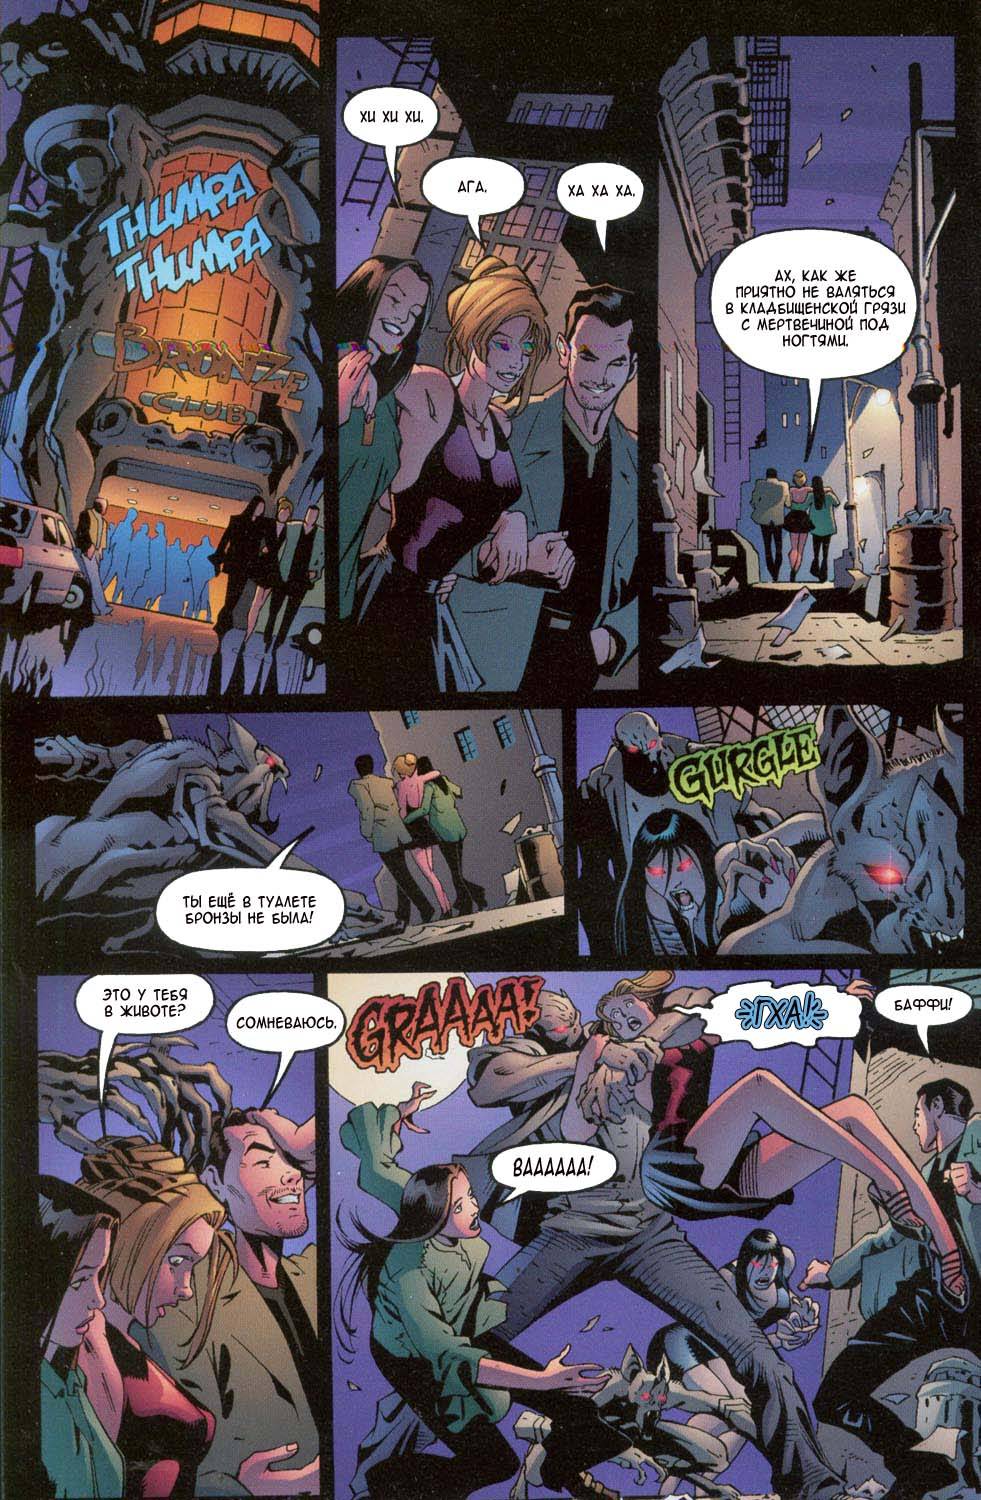 THUMPA
THUMPA
BRONZE
CLUB
ХИ ХИ ХИ.
АГА.
ХА ХА ХА.
АХ, КАК ЖЕ
ПРИЯТНО НЕ ВАЛЯТЬСЯ
В КЛАДБИЩЕНСКОЙ ГРЯЗИ
С МЕРТВЕЧИНОЙ ПОД
НОГТЯМИ.
ТЫ ЕЩЁ В ТУАЛЕТЕ
БРОНЗЫ НЕ БЫЛА!
GURGLE
ЭТО У ТЕБЯ
В ЖИВОТЕ?
СОМНЕВАЮСЬ.
GRAAAAA!
ГХА!
БАФФИ!
ВАААААА!